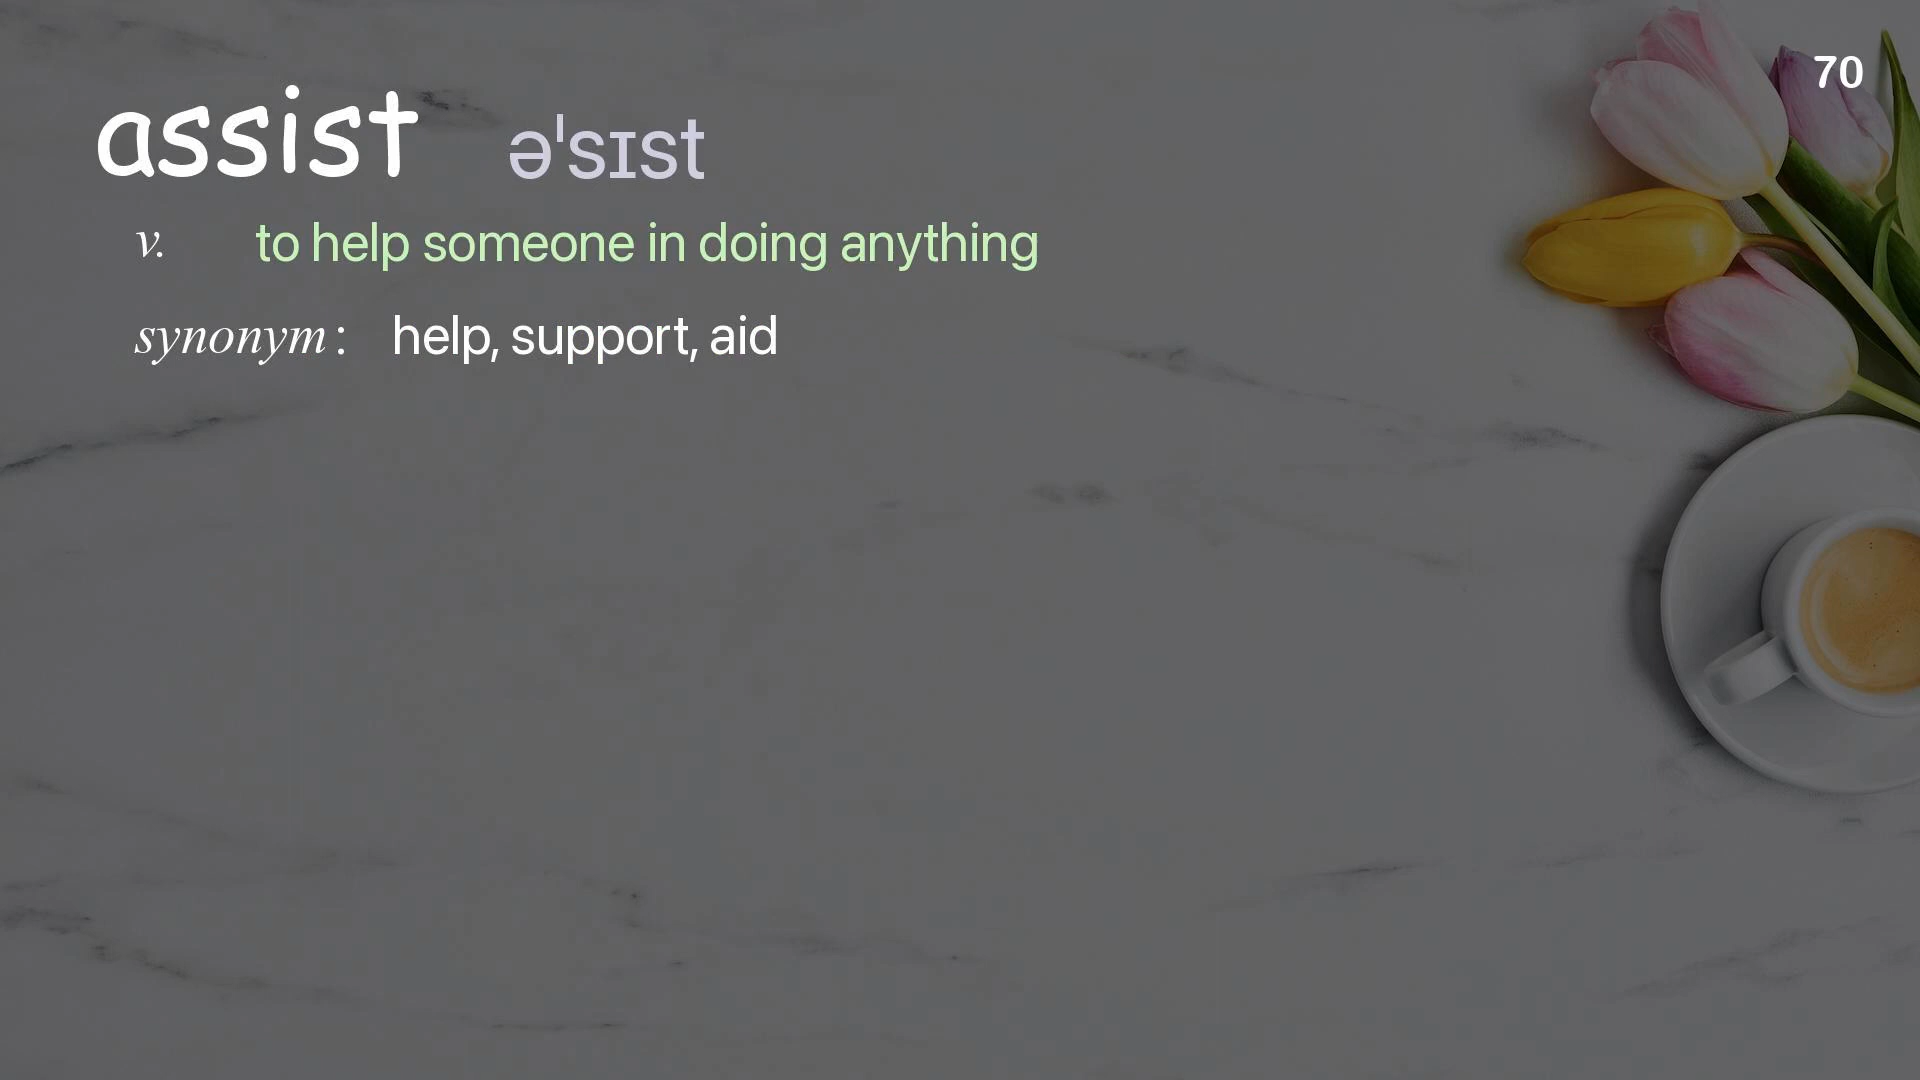 70
assist əˈsɪst
v. to help someone in doing anything
synonym : help, support, aid